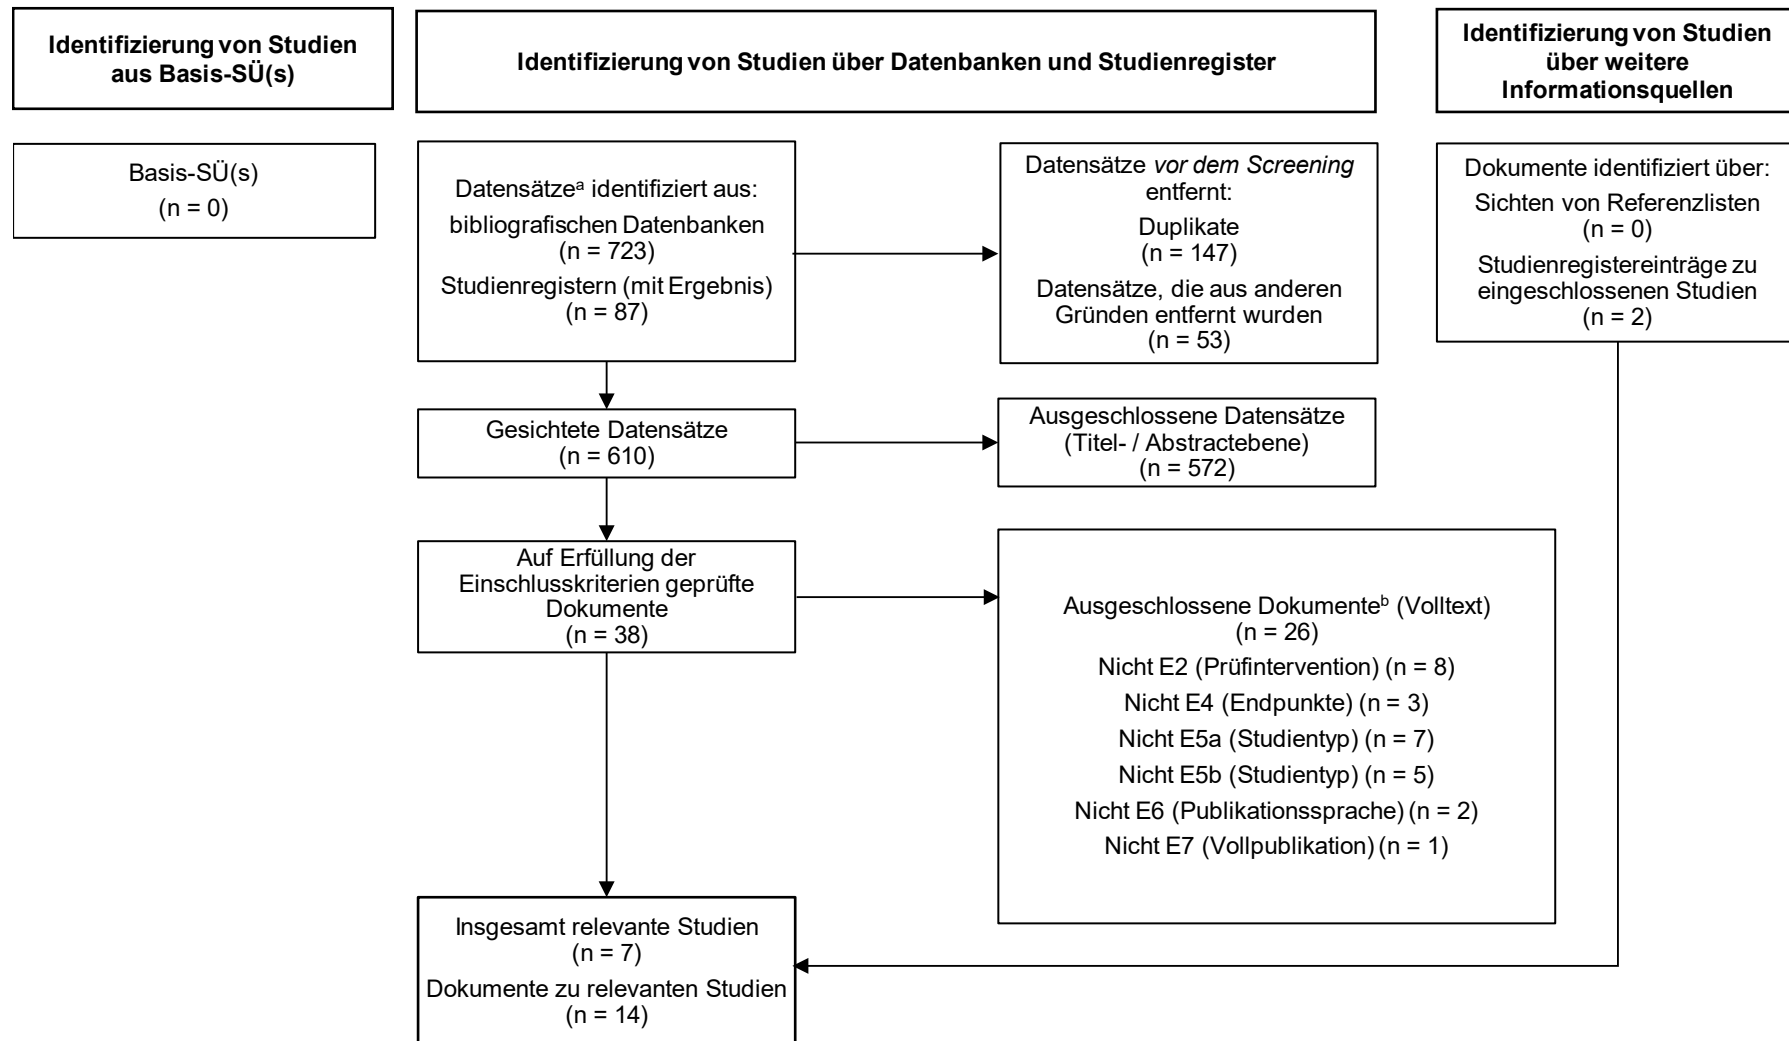 Identifizierung von Studien
aus Basis-SÜ(s)
Identifizierung von Studien über Datenbanken und Studienregister
Identifizierung von Studien
über weitere
Informationsquellen
Basis-SÜ(s)
(n = 0)
Datensätzeᵃ identifiziert aus:
bibliografischen Datenbanken
(n = 723)
Studienregistern (mit Ergebnis)
(n = 87)
Datensätze vor dem Screening
entfernt:
Duplikate
(n = 147)
Datensätze, die aus anderen
Gründen entfernt wurden
(n = 53)
Dokumente identifiziert über:
Sichten von Referenzlisten
(n = 0)
Studienregistereinträge zu
eingeschlossenen Studien
(n = 2)
Gesichtete Datensätze
(n = 610)
Ausgeschlossene Datensätze
(Titel- / Abstractebene)
(n = 572)
Auf Erfüllung der
Einschlusskriterien geprüfte
Dokumente
(n = 38)
Ausgeschlossene Dokumenteᵇ (Volltext)
(n = 26)
Nicht E2 (Prüfintervention) (n = 8)
Nicht E4 (Endpunkte) (n = 3)
Nicht E5a (Studientyp) (n = 7)
Nicht E5b (Studientyp) (n = 5)
Nicht E6 (Publikationssprache) (n = 2)
Nicht E7 (Vollpublikation) (n = 1)
Insgesamt relevante Studien
(n = 7)
Dokumente zu relevanten Studien
(n = 14)